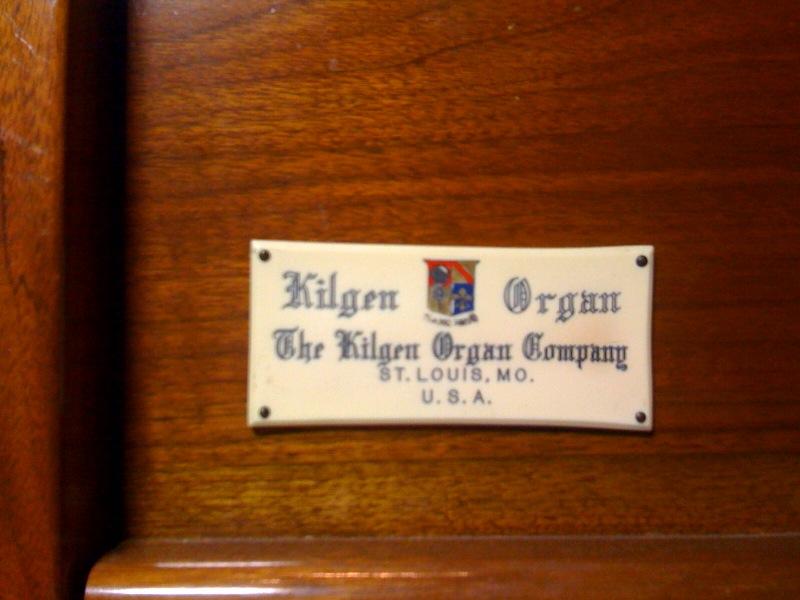 Kilgen Organ
The Kilgen Organ Company
ST. LOUIS, MO.
U. S. A.